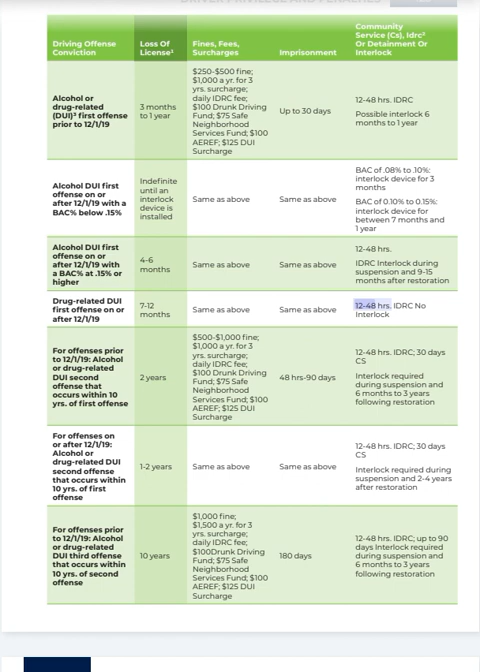 Driving Offense
Conviction
Loss Of
License²
Fines, Fees,
Surcharges
Imprisonment
Community
Service (Cs), Idrc²
Or Detainment Or
Interlock
Alcohol or
drug-related
(DUI)³ first offense
prior to 12/1/19
3 months
to 1 year
$250-$500 fine;
$1,000 a yr. for 3
yrs. surcharge;
daily IDRC fee;
$100 Drunk Driving
Fund; $75 Safe
Neighborhood
Services Fund; $100
AEREF; $125 DUI
Surcharge
Up to 30 days
12-48 hrs. IDRC
Possible interlock 6
months to 1 year
Alcohol DUI first
offense on or
after 12/1/19 with a
BAC% below .15%
Indefinite
until an
interlock
device is
installed
Same as above
Same as above
BAC of .08% to .10%:
interlock device for 3
months
BAC of 0.10% to 0.15%:
interlock device for
between 7 months and
1 year
Alcohol DUI first
offense on or
after 12/1/19 with
a BAC% at .15% or
higher
4-6
months
Same as above
Same as above
12-48 hrs.
IDRC Interlock during
suspension and 9-15
months after restoration
Drug-related DUI
first offense on or
after 12/1/19
7-12
months
Same as above
Same as above
12-48 hrs. IDRC No
Interlock
For offenses prior
to 12/1/19: Alcohol
or drug-related
DUI second
offense that
occurs within 10
yrs. of first offense
2 years
$500-$1,000 fine;
$1,000 a yr. for 3
yrs. surcharge;
daily IDRC fee;
$100 Drunk Driving
Fund; $75 Safe
Neighborhood
Services Fund; $100
AEREF; $125 DUI
Surcharge
48 hrs-90 days
12-48 hrs. IDRC; 30 days
CS
Interlock required
during suspension and
6 months to 3 years
following restoration
For offenses on
or after 12/1/19:
Alcohol or
drug-related DUI
second offense
that occurs within
10 yrs. of first
offense
1-2 years
Same as above
Same as above
12-48 hrs. IDRC; 30 days
CS
Interlock required during
suspension and 2-4 years
after restoration
For offenses prior
to 12/1/19: Alcohol
or drug-related
DUI third offense
that occurs within
10 yrs. of second
offense
10 years
$1,000 fine;
$1,500 a yr. for 3
yrs. surcharge;
daily IDRC fee;
$100Drunk Driving
Fund; $75 Safe
Neighborhood
Services Fund; $100
AEREF; $125 DUI
Surcharge
180 days
12-48 hrs. IDRC; up to 90
days Interlock required
during suspension and
6 months to 3 years
following restoration